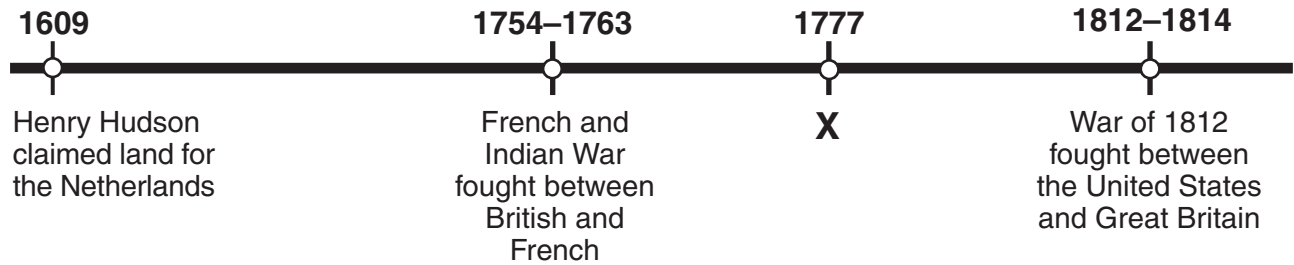 1609
1754–1763
1777
1812–1814
Henry Hudson
claimed land for
the Netherlands
French and
Indian War
fought between
British and
French
X
War of 1812
fought between
the United States
and Great Britain